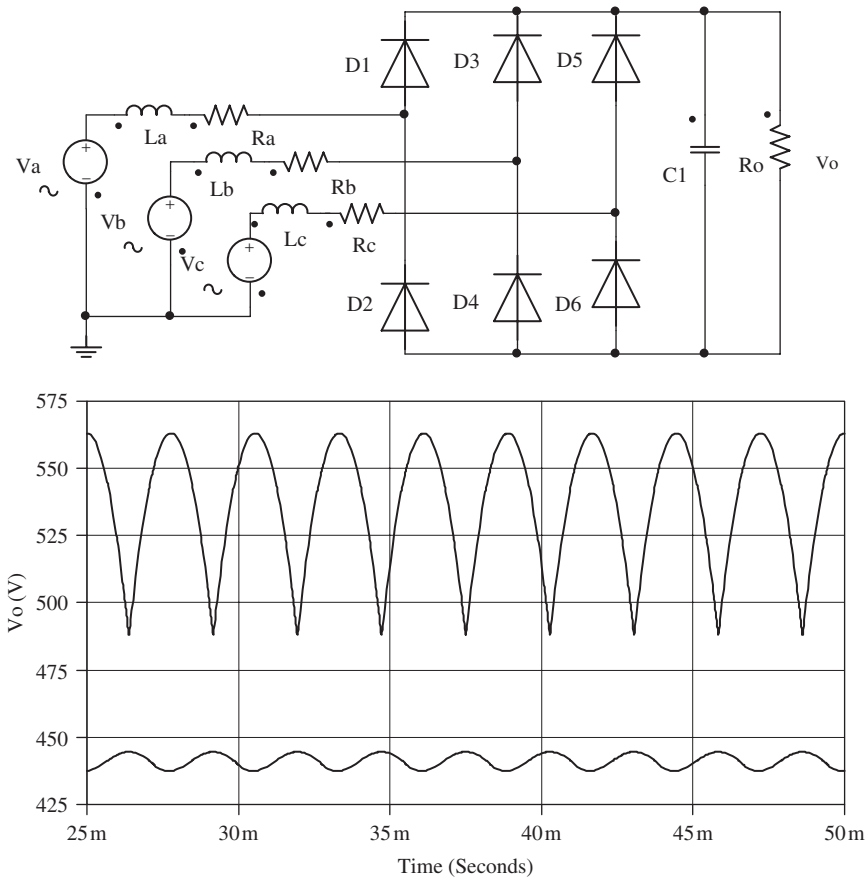 D1
D3
D5
La
Ra
Va
+
−
Lb
Rb
Vb
+
−
Lc
Rc
Vc
+
−
C1
Ro
Vo
D2
D4
D6
575
550
525
500
475
450
425
Vo (V)
25m 30m 35m 40m 45m 50m
Time (Seconds)